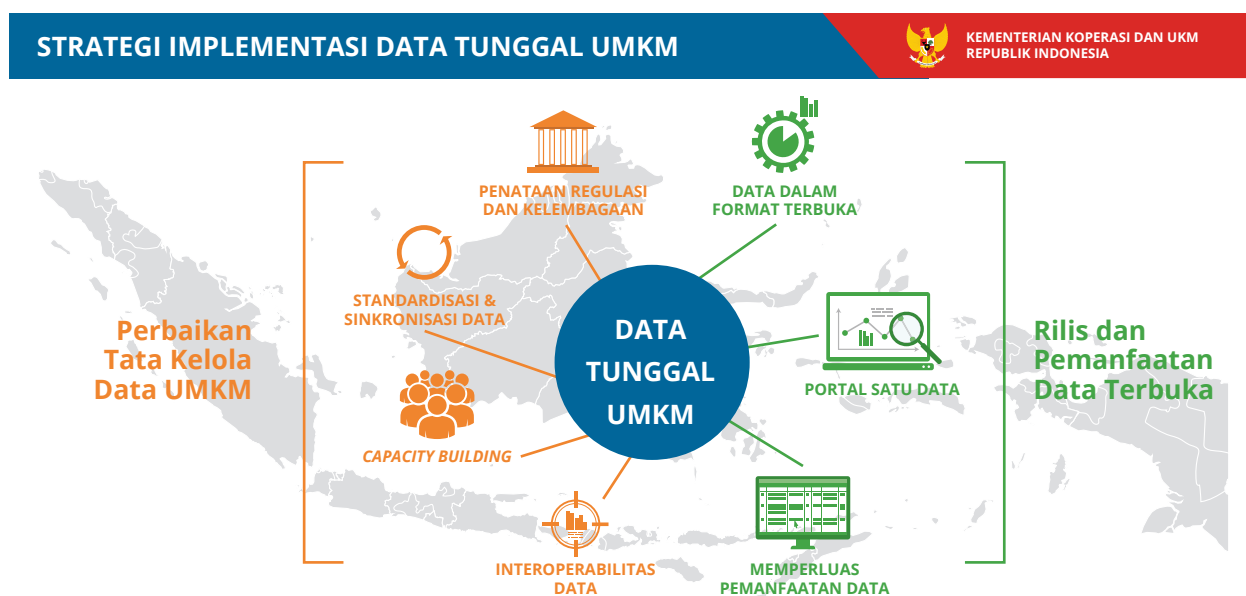 STRATEGI IMPLEMENTASI DATA TUNGGAL UMKM
KEMENTERIAN KOPERASI DAN UKM
REPUBLIK INDONESIA
PENATAAN REGULASI
DAN KELEMBAGAAN
DATA DALAM
FORMAT TERBUKA
STANDARDISASI &
SINKRONISASI DATA
Perbaikan
Tata Kelola
Data UMKM
DATA
TUNGGAL
UMKM
Rilis dan
Pemanfaatan
Data Terbuka
PORTAL SATU DATA
CAPACITY BUILDING
INTEROPERABILITAS
DATA
MEMPERLUAS
PEMANFAATAN DATA